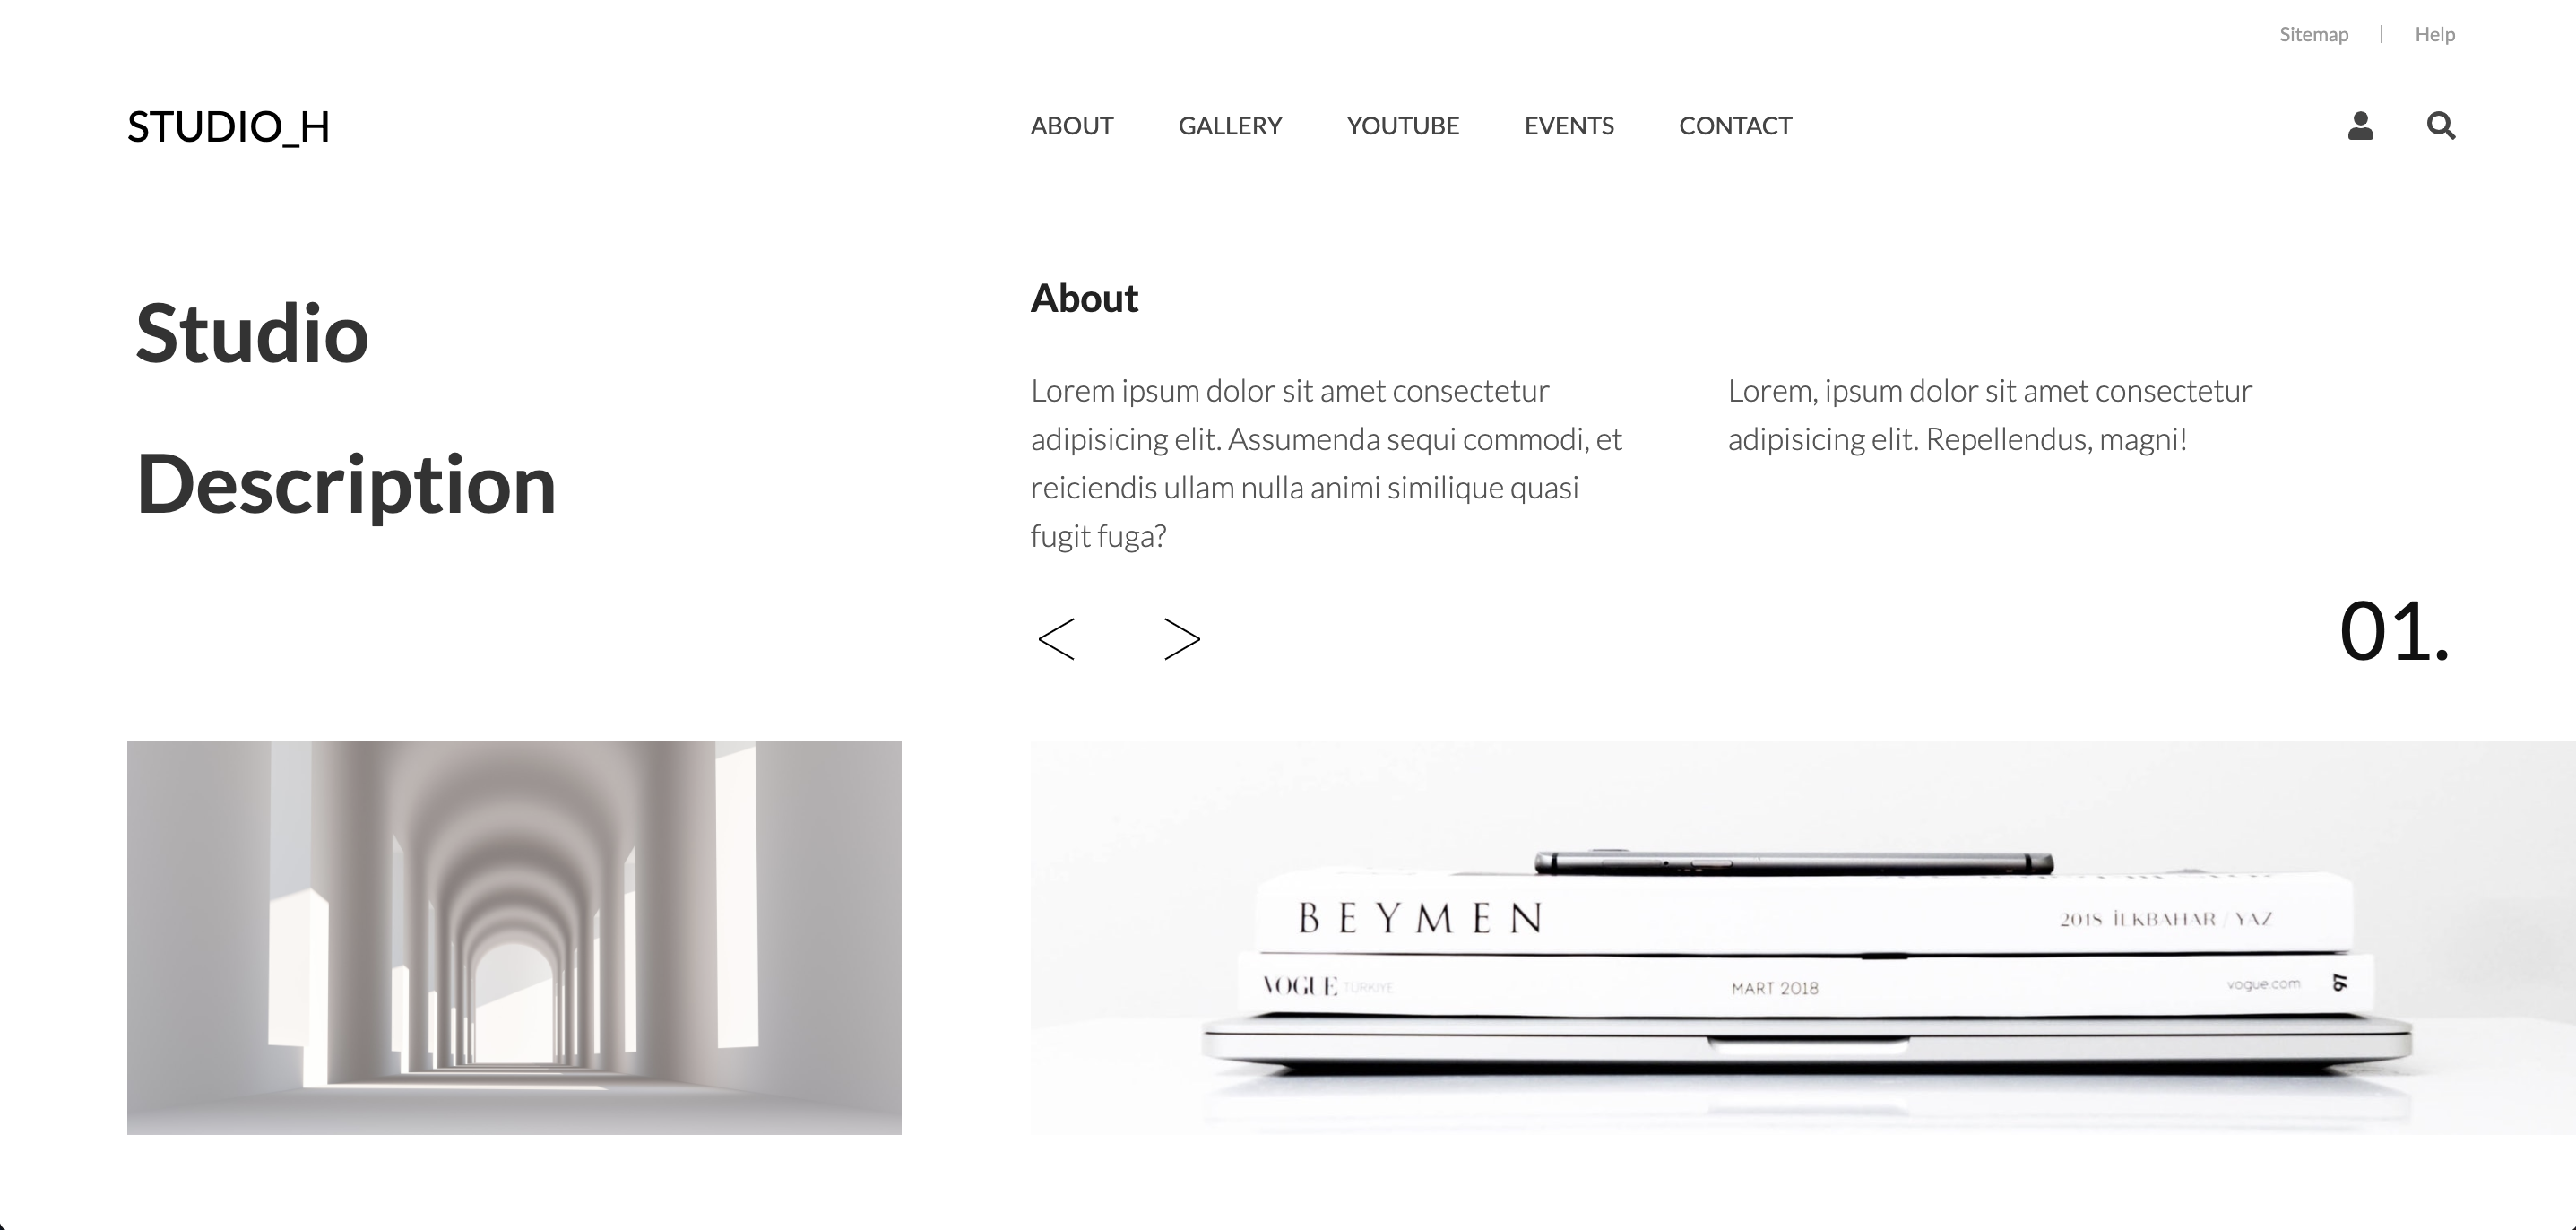 Sitemap | Help
STUDIO_H
ABOUT GALLERY YOUTUBE EVENTS CONTACT
Studio
Description
About
Lorem ipsum dolor sit amet consectetur
adipisicing elit. Assumenda sequi commodi, et
reiciendis ullam nulla animi similique quasi
fugit fuga?
Lorem, ipsum dolor sit amet consectetur
adipisicing elit. Repellendus, magni!
< >
01.
BEYMEN 2018 İLKBAHAR / YAZ
VOGUE TÜRKİYE MART 2018 vogue.com 97